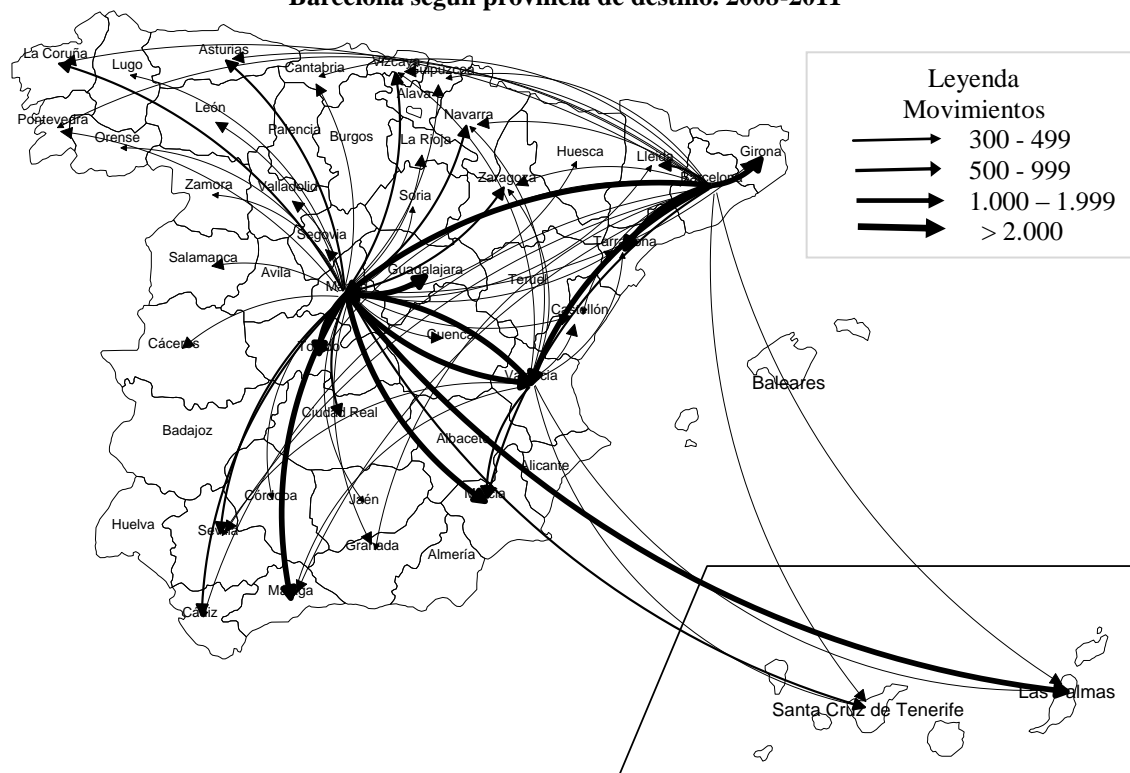 Barcelona según provincia de destino. 2008-2011
Leyenda
Movimientos
300 - 499
500 - 999
1.000 – 1.999
> 2.000
La Coruña
Lugo
Asturias
Cantabria
Vizcaya
Guipuzcoa
Alava
Navarra
Pontevedra
Orense
León
Palencia
Burgos
La Rioja
Huesca
Lleida
Girona
Barcelona
Zamora
Valladolid
Soria
Zaragoza
Segovia
Tarragona
Salamanca
Avila
Guadalajara
Teruel
Madrid
Castellón
Cuenca
Cáceres
Toledo
Valencia
Baleares
Ciudad Real
Badajoz
Albacete
Alicante
Córdoba
Jaén
Murcia
Huelva
Sevilla
Granada
Almería
Málaga
Cádiz
Las Palmas
Santa Cruz de Tenerife